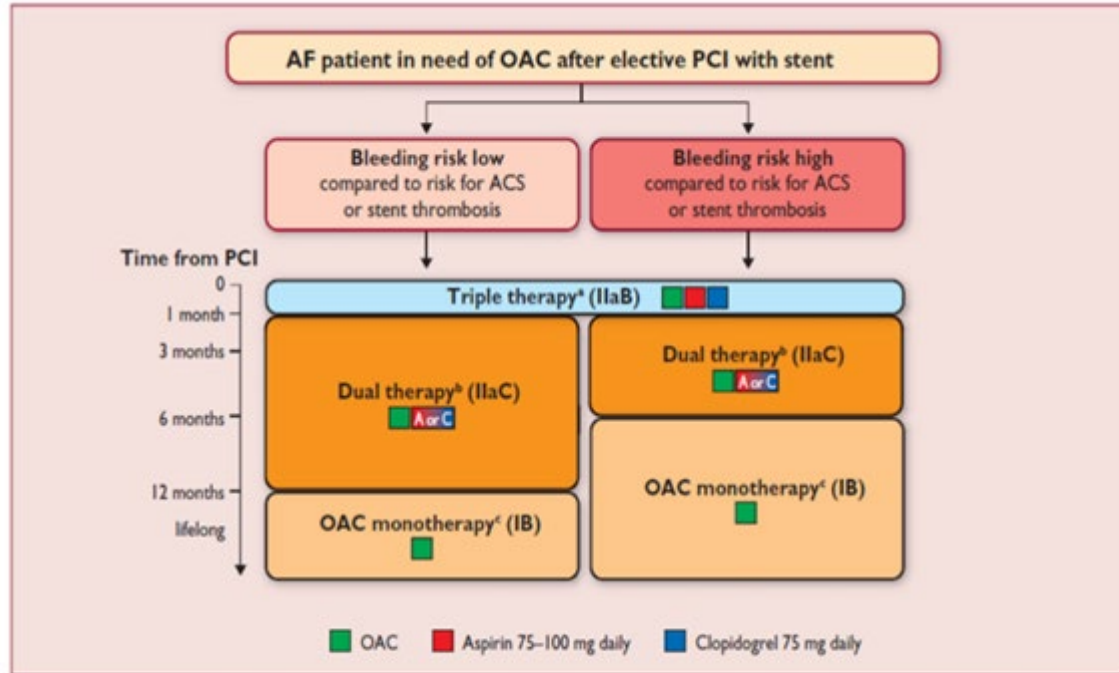 AF patient in need of OAC after elective PCI with stent
Bleeding risk low
compared to risk for ACS
or stent thrombosis
Bleeding risk high
compared to risk for ACS
or stent thrombosis
Time from PCI
0
1 month
3 months
6 months
12 months
lifelong
Triple therapyᵃ (IIaB)
Dual therapyᵇ (IIaC)
A or C
Dual therapyᵇ (IIaC)
A or C
OAC monotherapyᶜ (IB)
OAC monotherapyᶜ (IB)
OAC
Aspirin 75–100 mg daily
Clopidogrel 75 mg daily